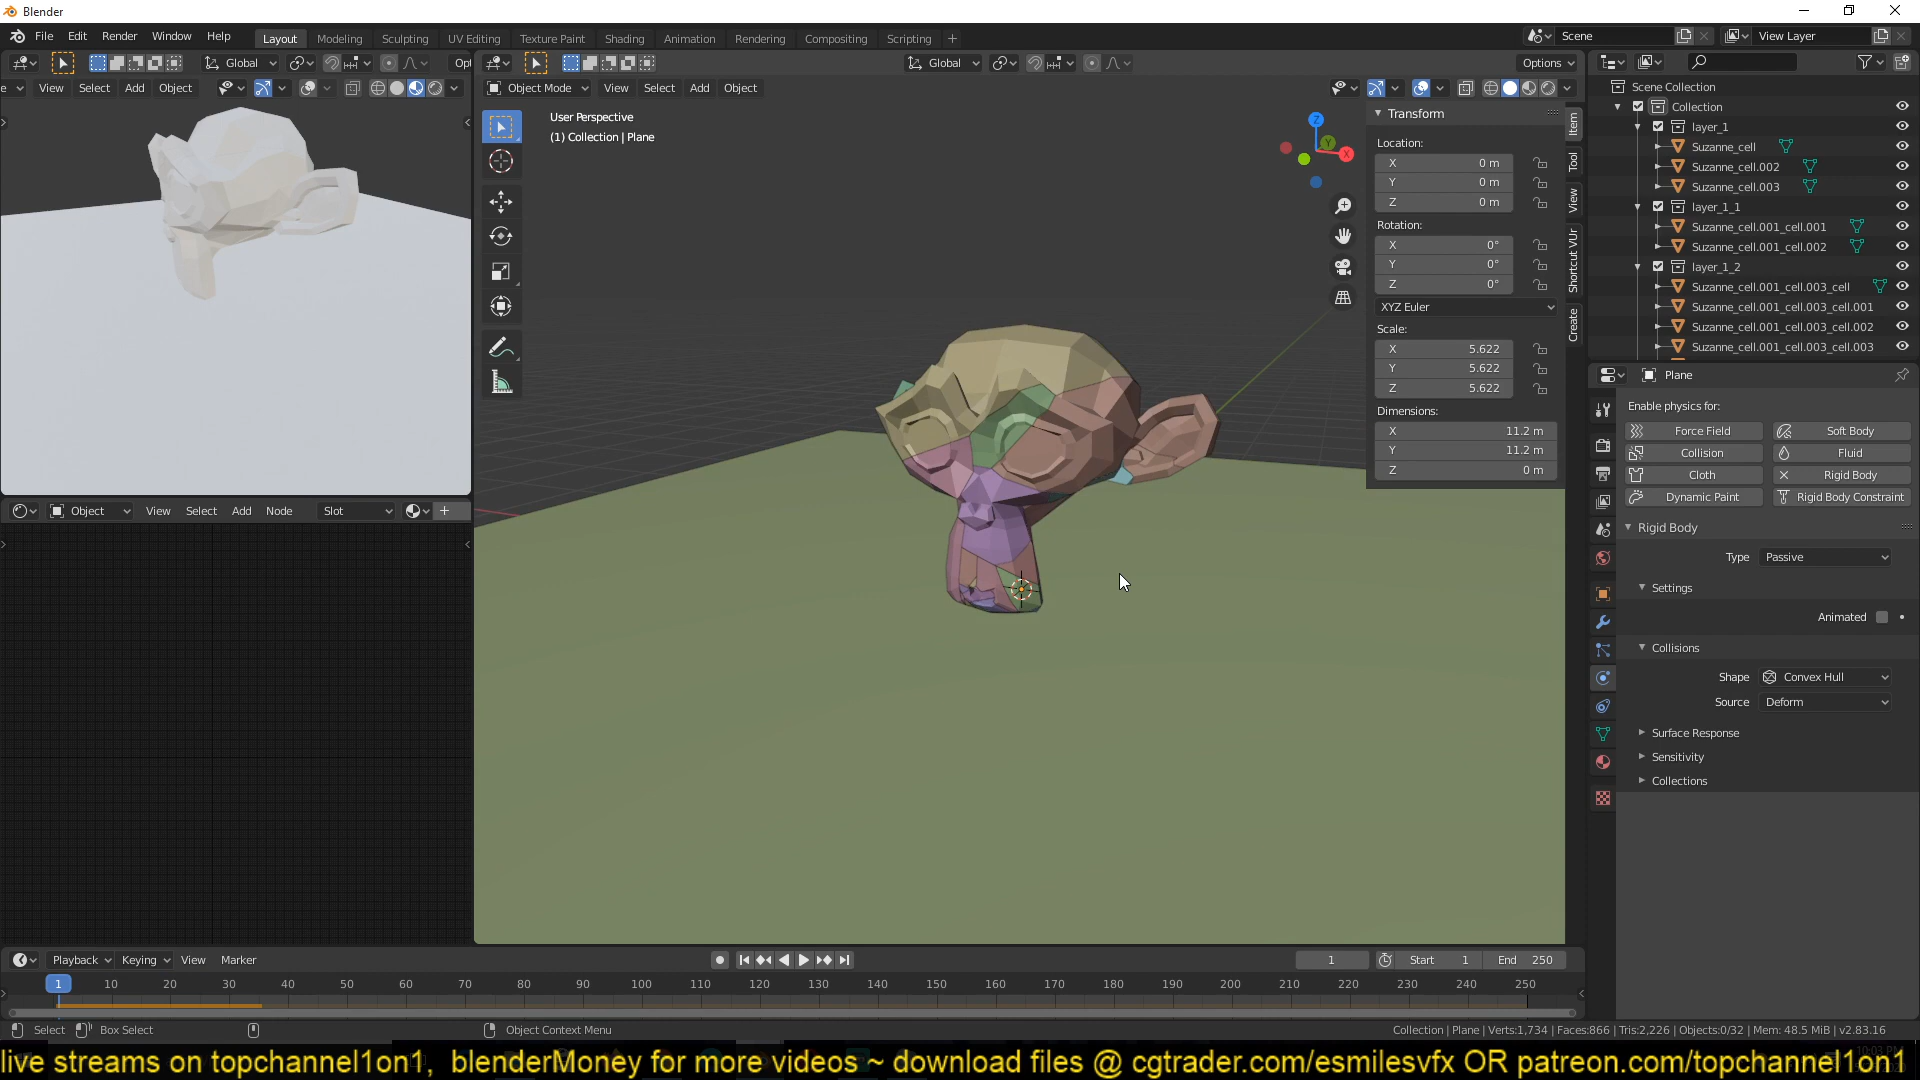 Blender
File Edit Render Window Help Layout Modeling Sculpting UV Editing Texture Paint Shading Animation Rendering Compositing Scripting + Scene View Layer
Global Opt Global Options
View Select Add Object Object Mode View Select Add Object
User Perspective
(1) Collection | Plane
Transform
Location:
X 0 m
Y 0 m
Z 0 m
Rotation:
X 0°
Y 0°
Z 0°
XYZ Euler
Scale:
X 5.622
Y 5.622
Z 5.622
Dimensions:
X 11.2 m
Y 11.2 m
Z 0 m
Item
Tool
View
Shortcut VUr
Create
Z
Y
X
Scene Collection
Collection
layer_1
Suzanne_cell
Suzanne_cell.002
Suzanne_cell.003
layer_1_1
Suzanne_cell.001_cell.001
Suzanne_cell.001_cell.002
layer_1_2
Suzanne_cell.001_cell.003_cell
Suzanne_cell.001_cell.003_cell.001
Suzanne_cell.001_cell.003_cell.002
Suzanne_cell.001_cell.003_cell.003
Plane
Enable physics for:
Force Field Soft Body
Collision Fluid
Cloth Rigid Body
Dynamic Paint Rigid Body Constraint
Rigid Body
Type Passive
Settings
Animated
Collisions
Shape Convex Hull
Source Deform
Surface Response
Sensitivity
Collections
Object View Select Add Node Slot
Playback Keying View Marker 1 Start 1 End 250
1 10 20 30 40 50 60 70 80 90 100 110 120 130 140 150 160 170 180 190 200 210 220 230 240 250
Select Box Select Object Context Menu Collection | Plane | Verts:1,734 | Faces:866 | Tris:2,226 | Objects:0/32 | Mem: 48.5 MiB | v2.83.16
live streams on topchannel1on1, blenderMoney for more videos ~ download files @ cgtrader.com/esmilesvfx OR patreon.com/topchannel1on1